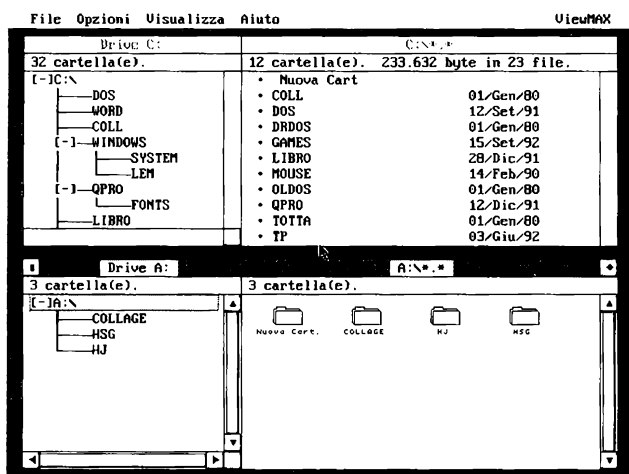 File Opzioni Visualizza Aiuto ViewMAX
Drive C: C:\*.*
32 cartella(e). 12 cartella(e). 233.632 byte in 23 file.
[-]C:\
DOS
WORD
COLL
[-] WINDOWS
SYSTEM
LEM
[-] QPRO
FONTS
LIBRO
• Nuova Cart
• COLL 01/Gen/80
• DOS 12/Set/91
• DRDOS 01/Gen/80
• GAMES 15/Set/92
• LIBRO 28/Dic/91
• MOUSE 14/Feb/90
• OLDOS 01/Gen/80
• QPRO 12/Dic/91
• TOTTA 01/Gen/80
• TP 03/Giu/92
Drive A: A:\*.*
3 cartella(e). 3 cartella(e).
[-]A:\
COLLAGE
HSG
HJ
Nuova Cart. COLLAGE HJ HSG